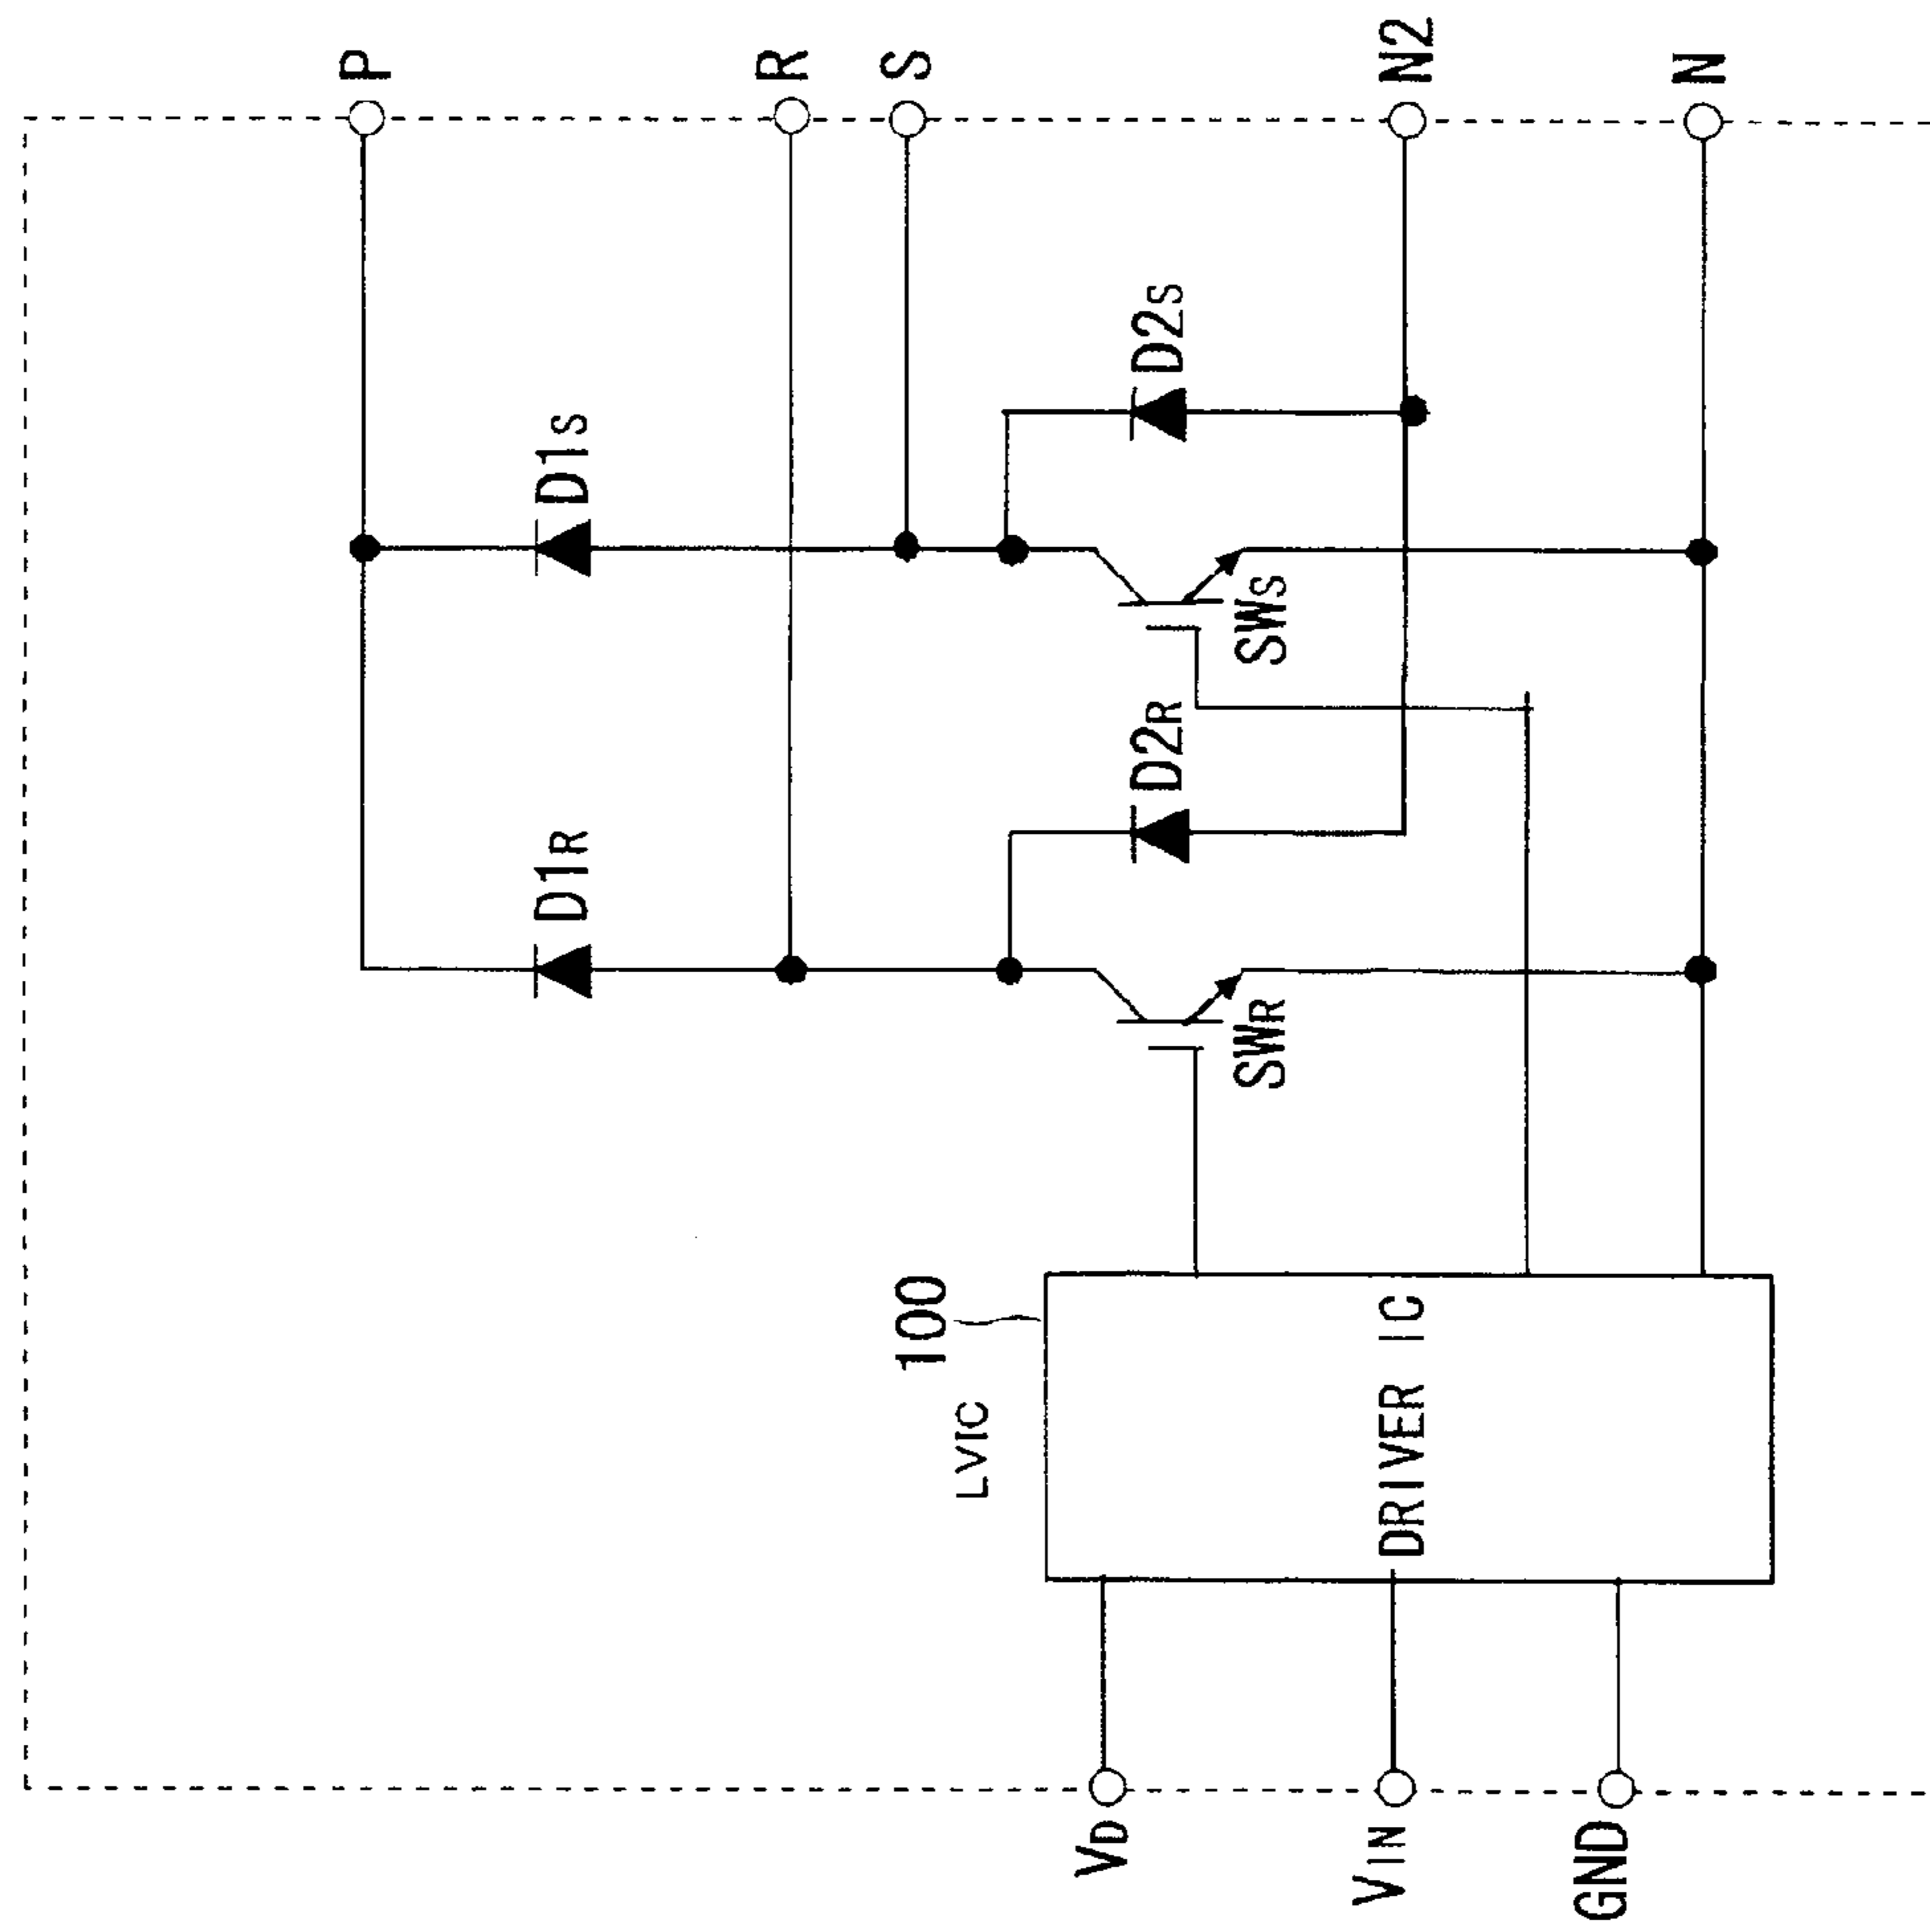 P
R
S
N2
N
D1S
D2S
SWS
D1R
D2R
SWR
100
LVIC
DRIVER IC
VD
VIN
GND